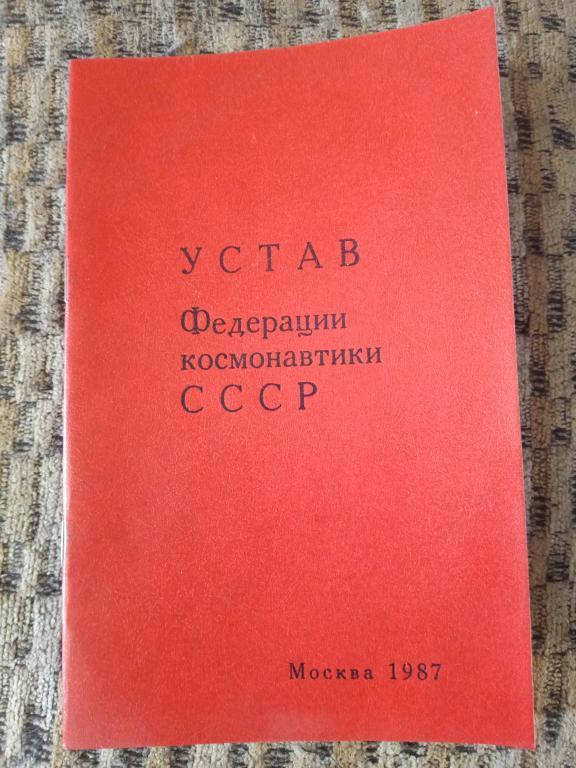 УСТАВ
Федерации
космонавтики
СССР
Москва 1987